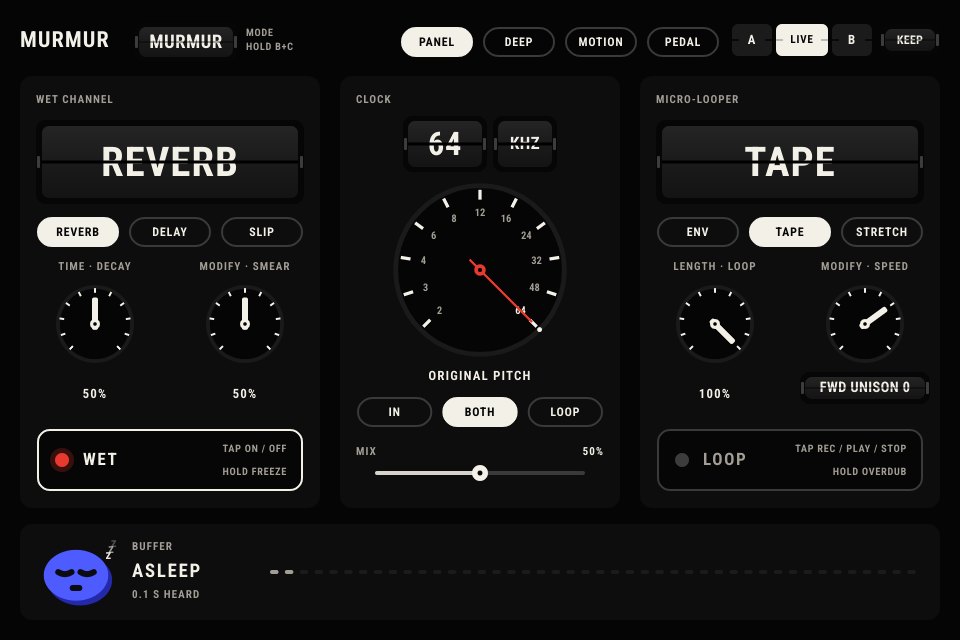 MURMUR
MURMUR
MODE
HOLD B+C
PANEL
DEEP
MOTION
PEDAL
A
LIVE
B
KEEP
WET CHANNEL
REVERB
REVERB
DELAY
SLIP
TIME · DECAY
MODIFY · SMEAR
50%
50%
WET
TAP ON / OFF
HOLD FREEZE
CLOCK
64
KHZ
2
3
4
6
8
12
16
24
32
48
64
ORIGINAL PITCH
IN
BOTH
LOOP
MIX
50%
MICRO-LOOPER
TAPE
ENV
TAPE
STRETCH
LENGTH · LOOP
MODIFY · SPEED
100%
FWD UNISON 0
LOOP
TAP REC / PLAY / STOP
HOLD OVERDUB
z
z
BUFFER
ASLEEP
0.1 S HEARD